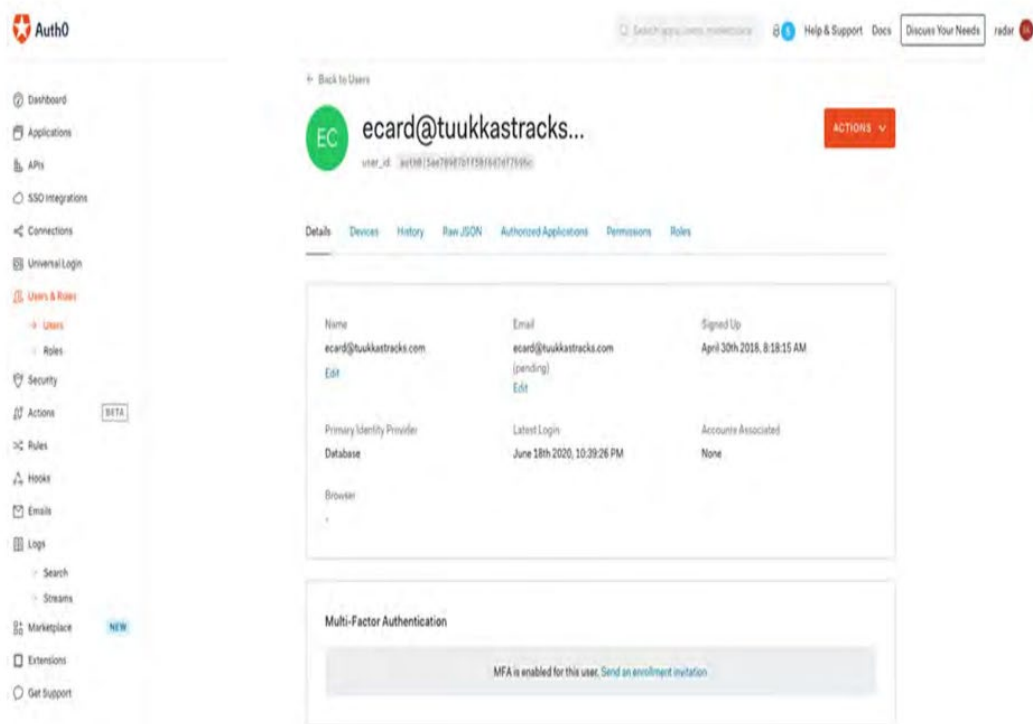 Auth0
Search
Help & Support
Docs
Discuss Your Needs
radar
Dashboard
Applications
APIs
SSO Integrations
Connections
Universal Login
Users & Roles
Users
Roles
Security
Actions
BETA
Rules
Hooks
Emails
Logs
Search
Streams
Marketplace
NEW
Extensions
Get Support
← Back to Users
EC
ecard@tuukkastracks...
user_id:
ACTIONS
Details
Devices
History
Raw JSON
Authorized Applications
Permissions
Roles
Name
ecard@tuukkastracks.com
Edit
Email
ecard@tuukkastracks.com
(pending)
Edit
Signed Up
April 30th 2018, 8:18:15 AM
Primary Identity Provider
Database
Latest Login
June 18th 2020, 10:39:26 PM
Accounts Associated
None
Browser
-
Multi-Factor Authentication
MFA is enabled for this user. Send an enrollment invitation